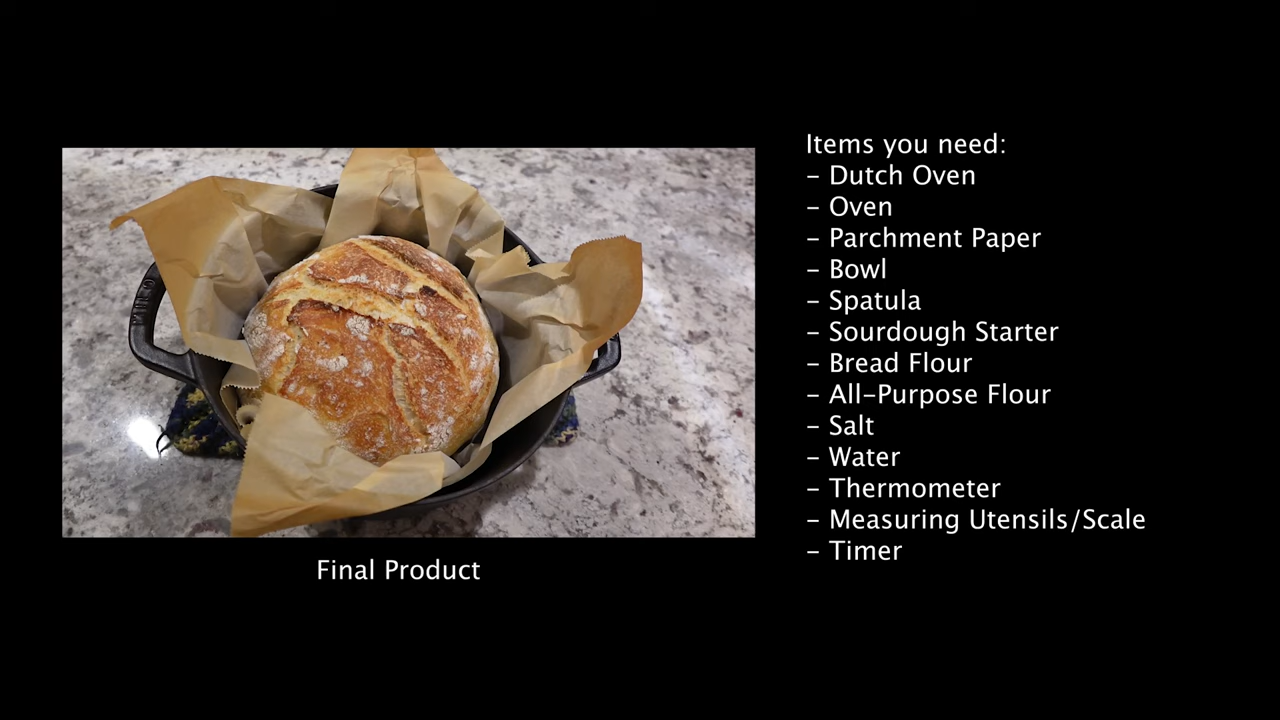 Items you need:
- Dutch Oven
- Oven
- Parchment Paper
- Bowl
- Spatula
- Sourdough Starter
- Bread Flour
- All-Purpose Flour
- Salt
- Water
- Thermometer
- Measuring Utensils/Scale
- Timer
Final Product